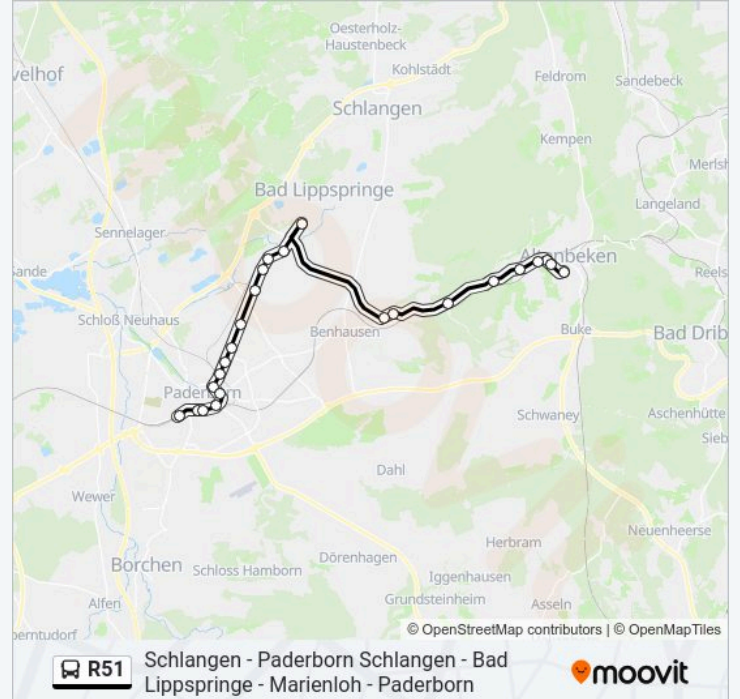 Oesterholz-
Haustenbeck
velhof
Kohlstädt
Feldrom
Sandebeck
Schlangen
Kempen
Merlsh
Bad Lippspringe
Langeland
Sennelager
Altenbeken
Sande
Reels
Schloß Neuhaus
Benhausen
Buke
Bad Drib
Paderborn
Schwaney
Aschenhütte
Sieb
Dahl
Wewer
Neuenheerse
Herbram
Borchen
Schloss Hamborn
Dörenhagen
Iggenhausen
Grundsteinheim
Alfen
Asseln
perntudorf
© OpenStreetMap contributors | © OpenMapTiles
R51
Schlangen - Paderborn Schlangen - Bad
Lippspringe - Marienloh - Paderborn
moovit